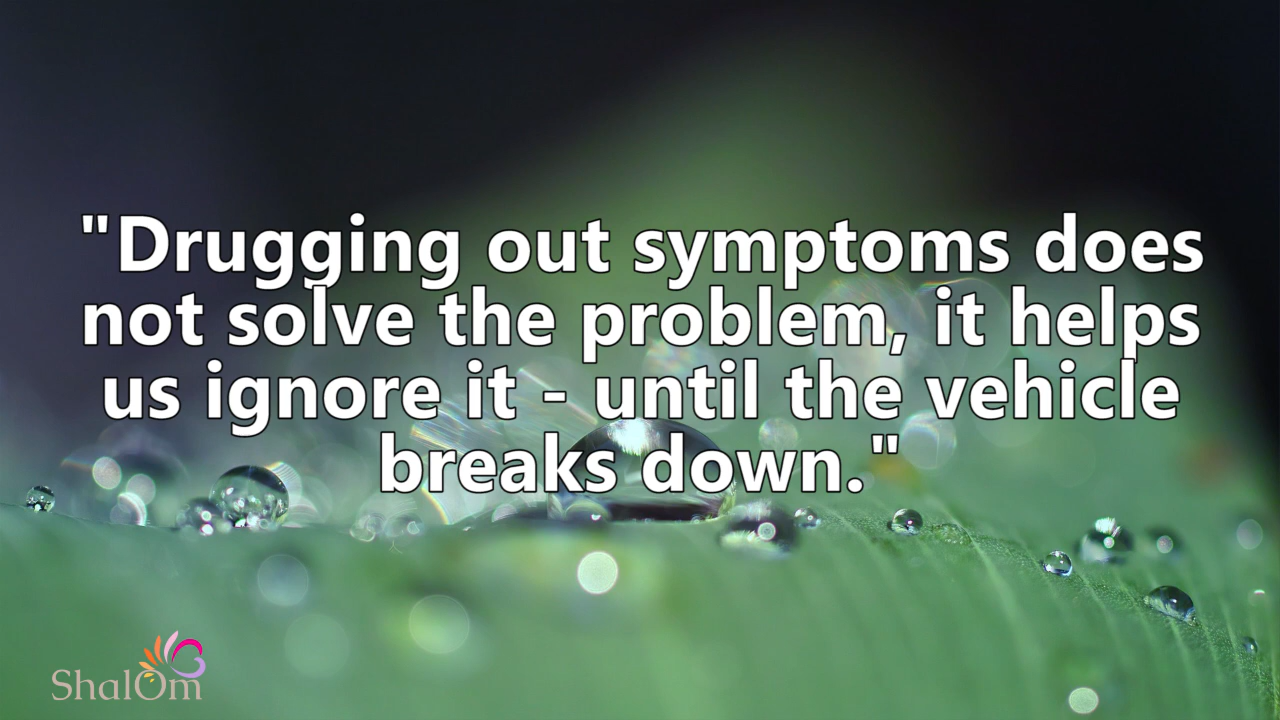 "Drugging out symptoms does
not solve the problem, it helps
us ignore it - until the vehicle
breaks down."
ShalOm